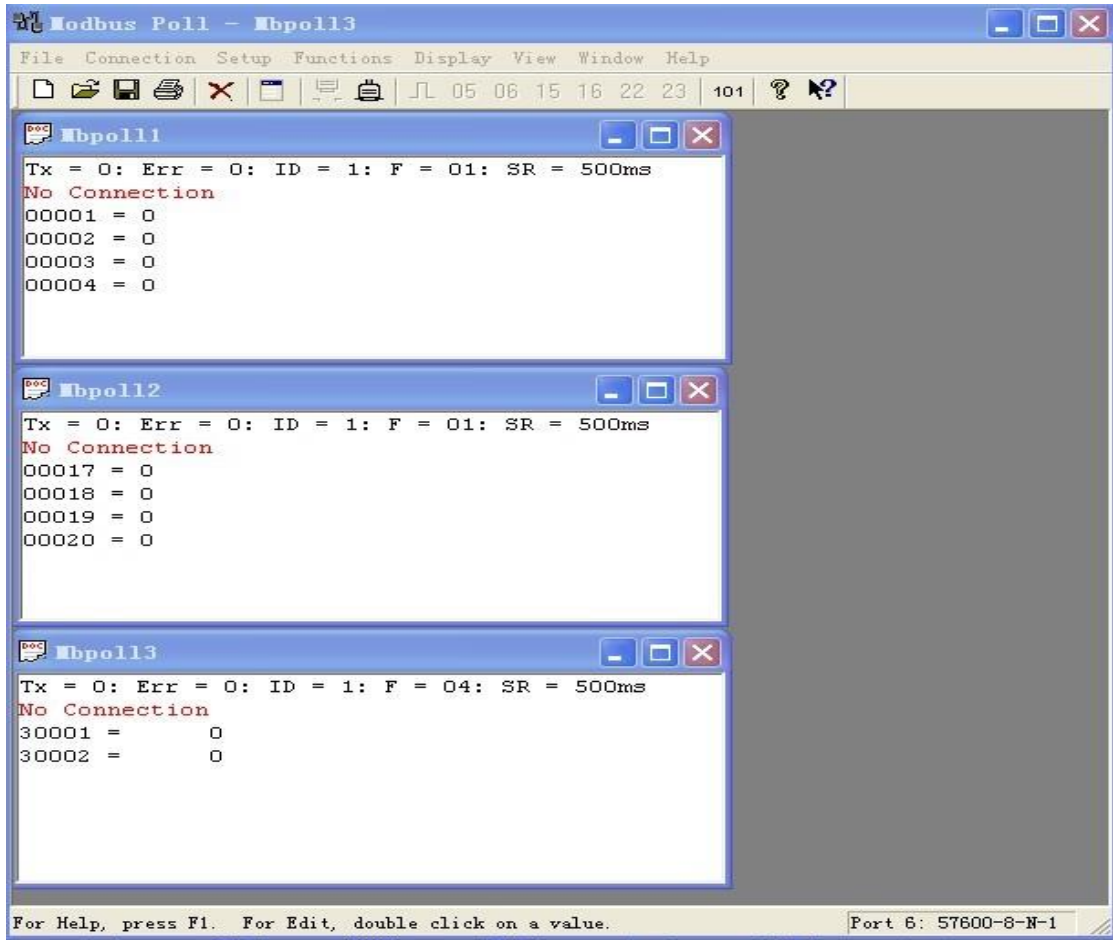 Modbus Poll - Mbpoll3
File Connection Setup Functions Display View Window Help
05 06 15 16 22 23 101
Mbpoll1
Tx = 0: Err = 0: ID = 1: F = 01: SR = 500ms
No Connection
00001 = 0
00002 = 0
00003 = 0
00004 = 0
Mbpoll2
Tx = 0: Err = 0: ID = 1: F = 01: SR = 500ms
No Connection
00017 = 0
00018 = 0
00019 = 0
00020 = 0
Mbpoll3
Tx = 0: Err = 0: ID = 1: F = 04: SR = 500ms
No Connection
30001 = 0
30002 = 0
For Help, press F1. For Edit, double click on a value. Port 6: 57600-8-N-1